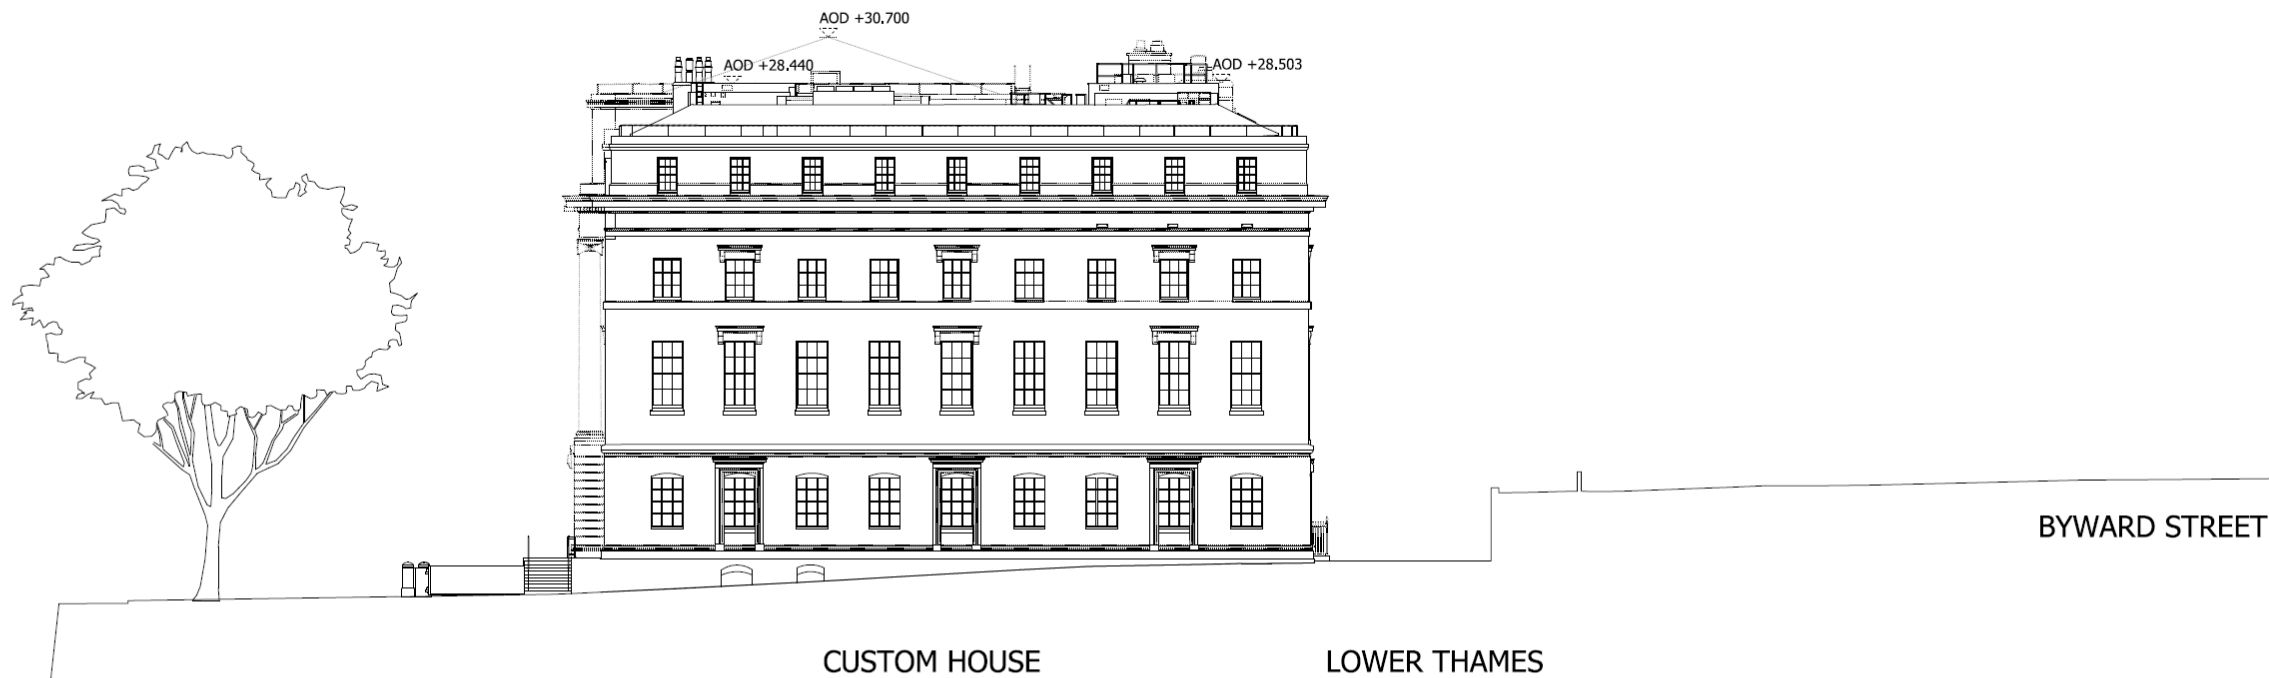 AOD +30.700
AOD +28.440
AOD +28.503
BYWARD STREET
CUSTOM HOUSE
LOWER THAMES